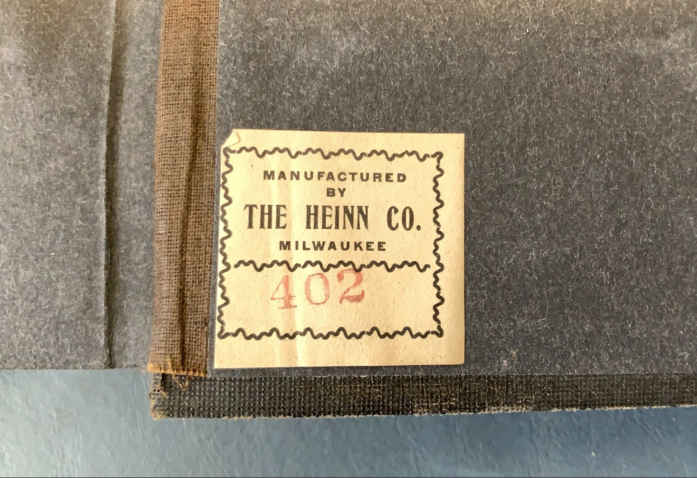 MANUFACTURED
BY
THE HEINN CO.
MILWAUKEE
402